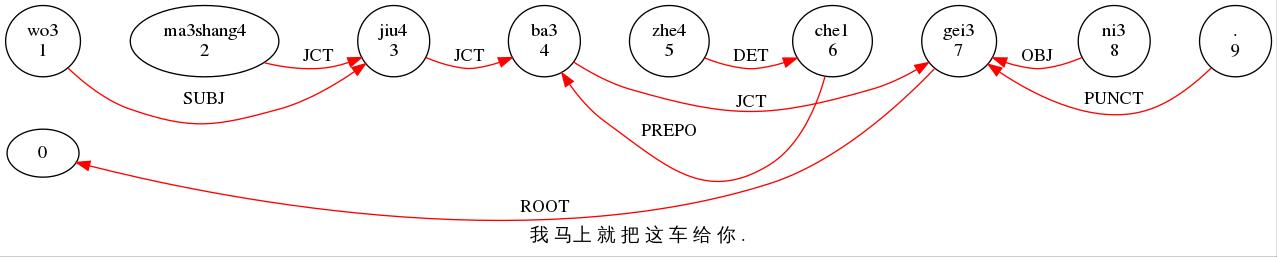 wo3 ma3shang4 jiu4 ba3 zhe4 che1 gei3 ni3 .
1 2 3 4 5 6 7 8 9
JCT JCT DET OBJ
SUBJ JCT PUNCT
PREPO
0
ROOT
我 马上 就 把 这 车 给 你 .